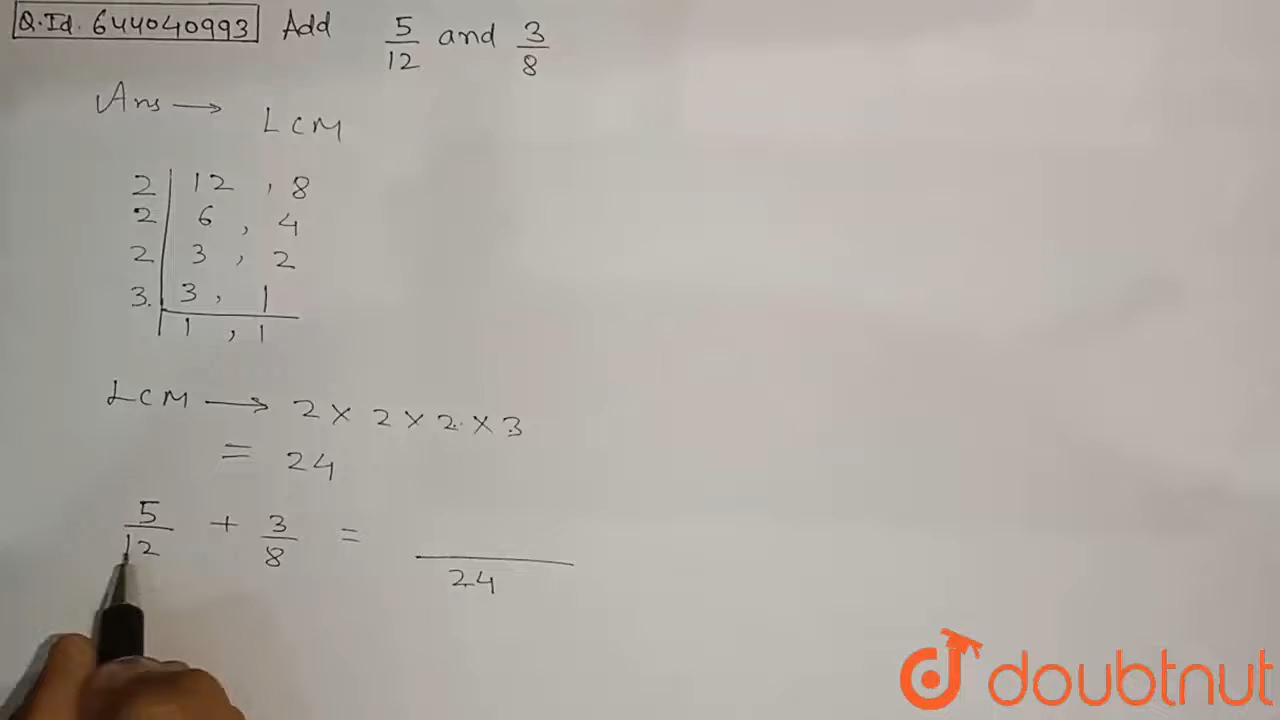 Q.Id. 644040993 Add 5/12 and 3/8
Ans → LCM
2 | 12 , 8
2 | 6 , 4
2 | 3 , 2
3. | 3 , 1
| 1 , 1
LCM → 2 × 2 × 2 × 3
= 24
5/12 + 3/8 = /24
doubtnut